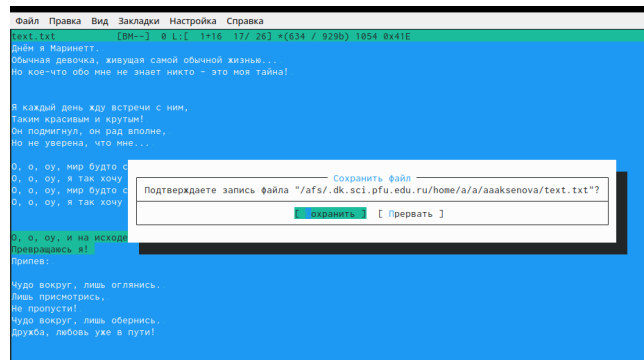 Файл Правка Вид Закладки Настройка Справка
text.txt [BM--] 0 L:[ 1+16 17/ 26] *(634 / 929b) 1054 0x41E
Днём я Маринетт.
Обычная девочка, живущая самой обычной жизнью...
Но кое-что обо мне не знает никто – это моя тайна!
Я каждый день жду встречи с ним,
Таким красивым и крутым!
Он подмигнул, он рад вполне,
Но не уверена, что мне...
О, о, оу, мир будто с
О, о, оу, я так хочу
О, о, оу, мир будто с
О, о, оу, я так хочу
Сохранить файл
Подтверждаете запись файла "/afs/.dk.sci.pfu.edu.ru/home/a/a/aaaksenova/text.txt"?
[ Сохранить ] [ Прервать ]
О, о, оу, и на исходе
Превращаюсь я!
Припев:
Чудо вокруг, лишь оглянись.
Лишь присмотрись,
Не пропусти!
Чудо вокруг, лишь обернись.
Дружба, любовь уже в пути!